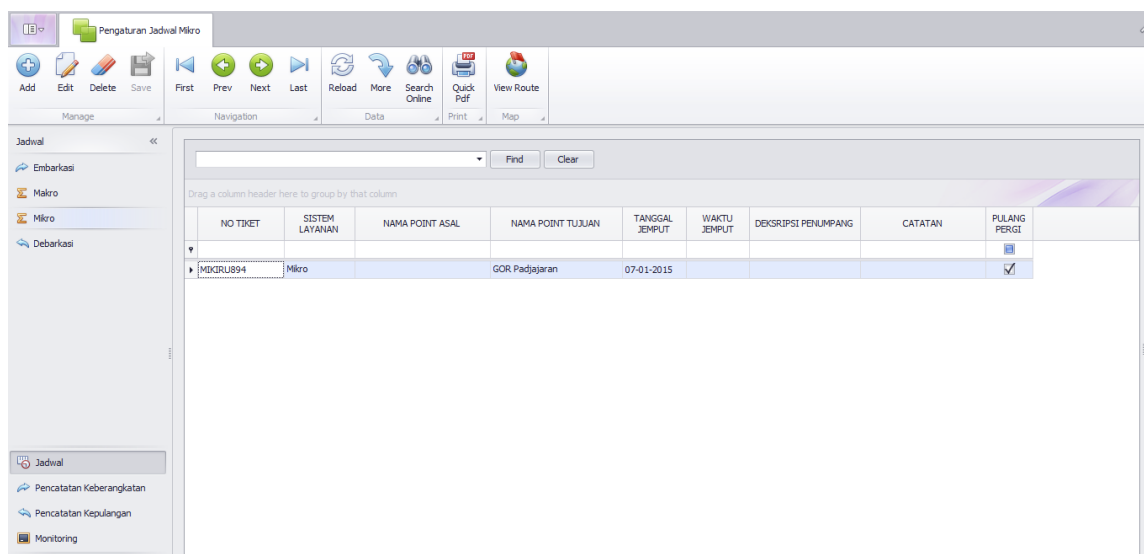 Pengaturan Jadwal Mikro
Add Edit Delete Save First Prev Next Last Reload More Search Online PDF Quick Pdf View Route
Manage Navigation Data Print Map
Jadwal
Embarkasi
Makro
Mikro
Debarkasi
Find Clear
Drag a column header here to group by that column
NO TIKET SISTEM LAYANAN NAMA POINT ASAL NAMA POINT TUJUAN TANGGAL JEMPUT WAKTU JEMPUT DEKSRIPSI PENUMPANG CATATAN PULANG PERGI
MIKIRU894 Mikro GOR Padjajaran 07-01-2015
Jadwal
Pencatatan Keberangkatan
Pencatatan Kepulangan
Monitoring